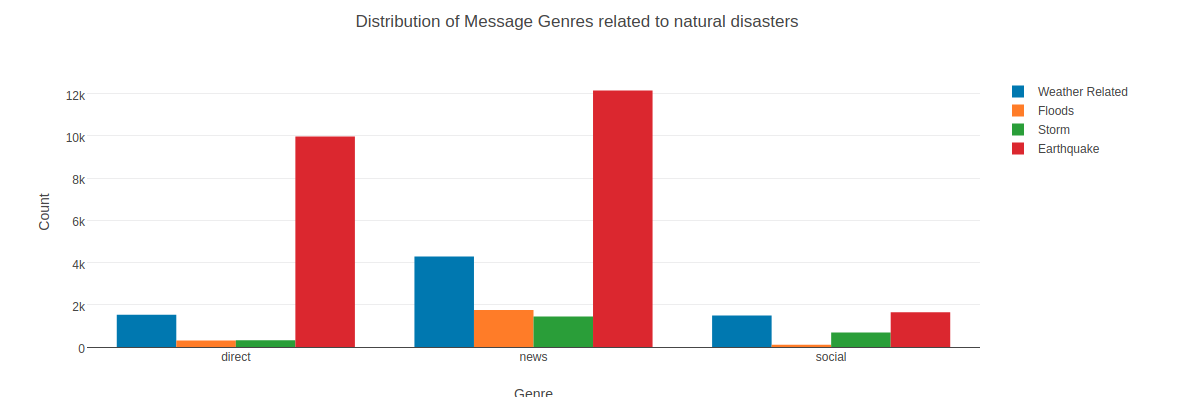 Distribution of Message Genres related to natural disasters
12k
10k
8k
6k
4k
2k
0
Count
direct
news
social
Genre
Weather Related
Floods
Storm
Earthquake